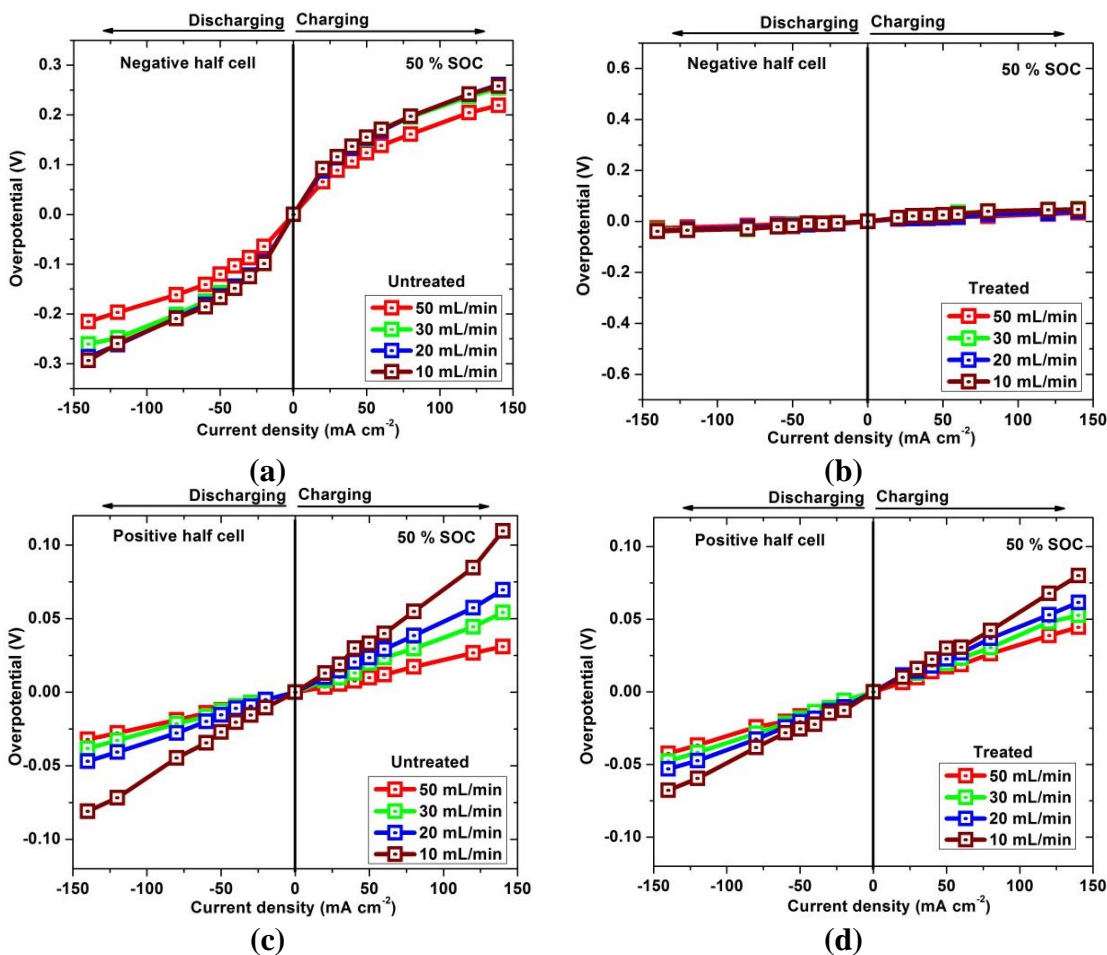 Discharging Charging
Negative half cell 50 % SOC
Overpotential (V)
0.3
0.2
0.1
0.0
-0.1
-0.2
-0.3
Untreated
50 mL/min
30 mL/min
20 mL/min
10 mL/min
-150 -100 -50 0 50 100 150
Current density (mA cm⁻²)
(a)
Discharging Charging
Negative half cell 50 % SOC
Overpotential (V)
0.6
0.4
0.2
0.0
-0.2
-0.4
-0.6
Treated
50 mL/min
30 mL/min
20 mL/min
10 mL/min
-150 -100 -50 0 50 100 150
Current density (mA cm⁻²)
(b)
Discharging Charging
Positive half cell 50 % SOC
Overpotential (V)
0.10
0.05
0.00
-0.05
-0.10
Untreated
50 mL/min
30 mL/min
20 mL/min
10 mL/min
-150 -100 -50 0 50 100 150
Current density (mA cm⁻²)
(c)
Discharging Charging
Positive half cell 50 % SOC
Overpotential (V)
0.10
0.05
0.00
-0.05
-0.10
Treated
50 mL/min
30 mL/min
20 mL/min
10 mL/min
-150 -100 -50 0 50 100 150
Current density (mA cm⁻²)
(d)